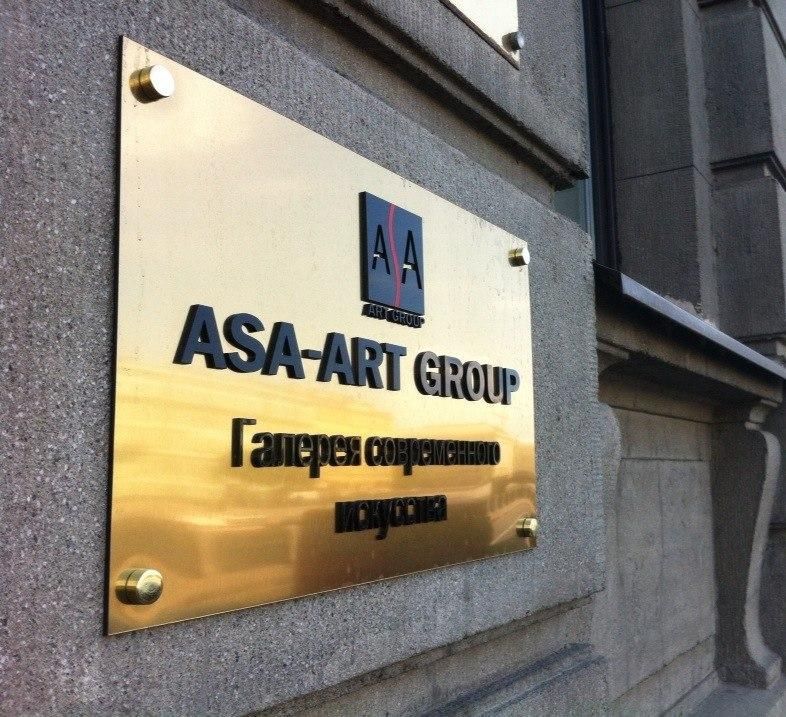 ASA
ART GROUP
ASA-ART GROUP
Галерея современного
искусства